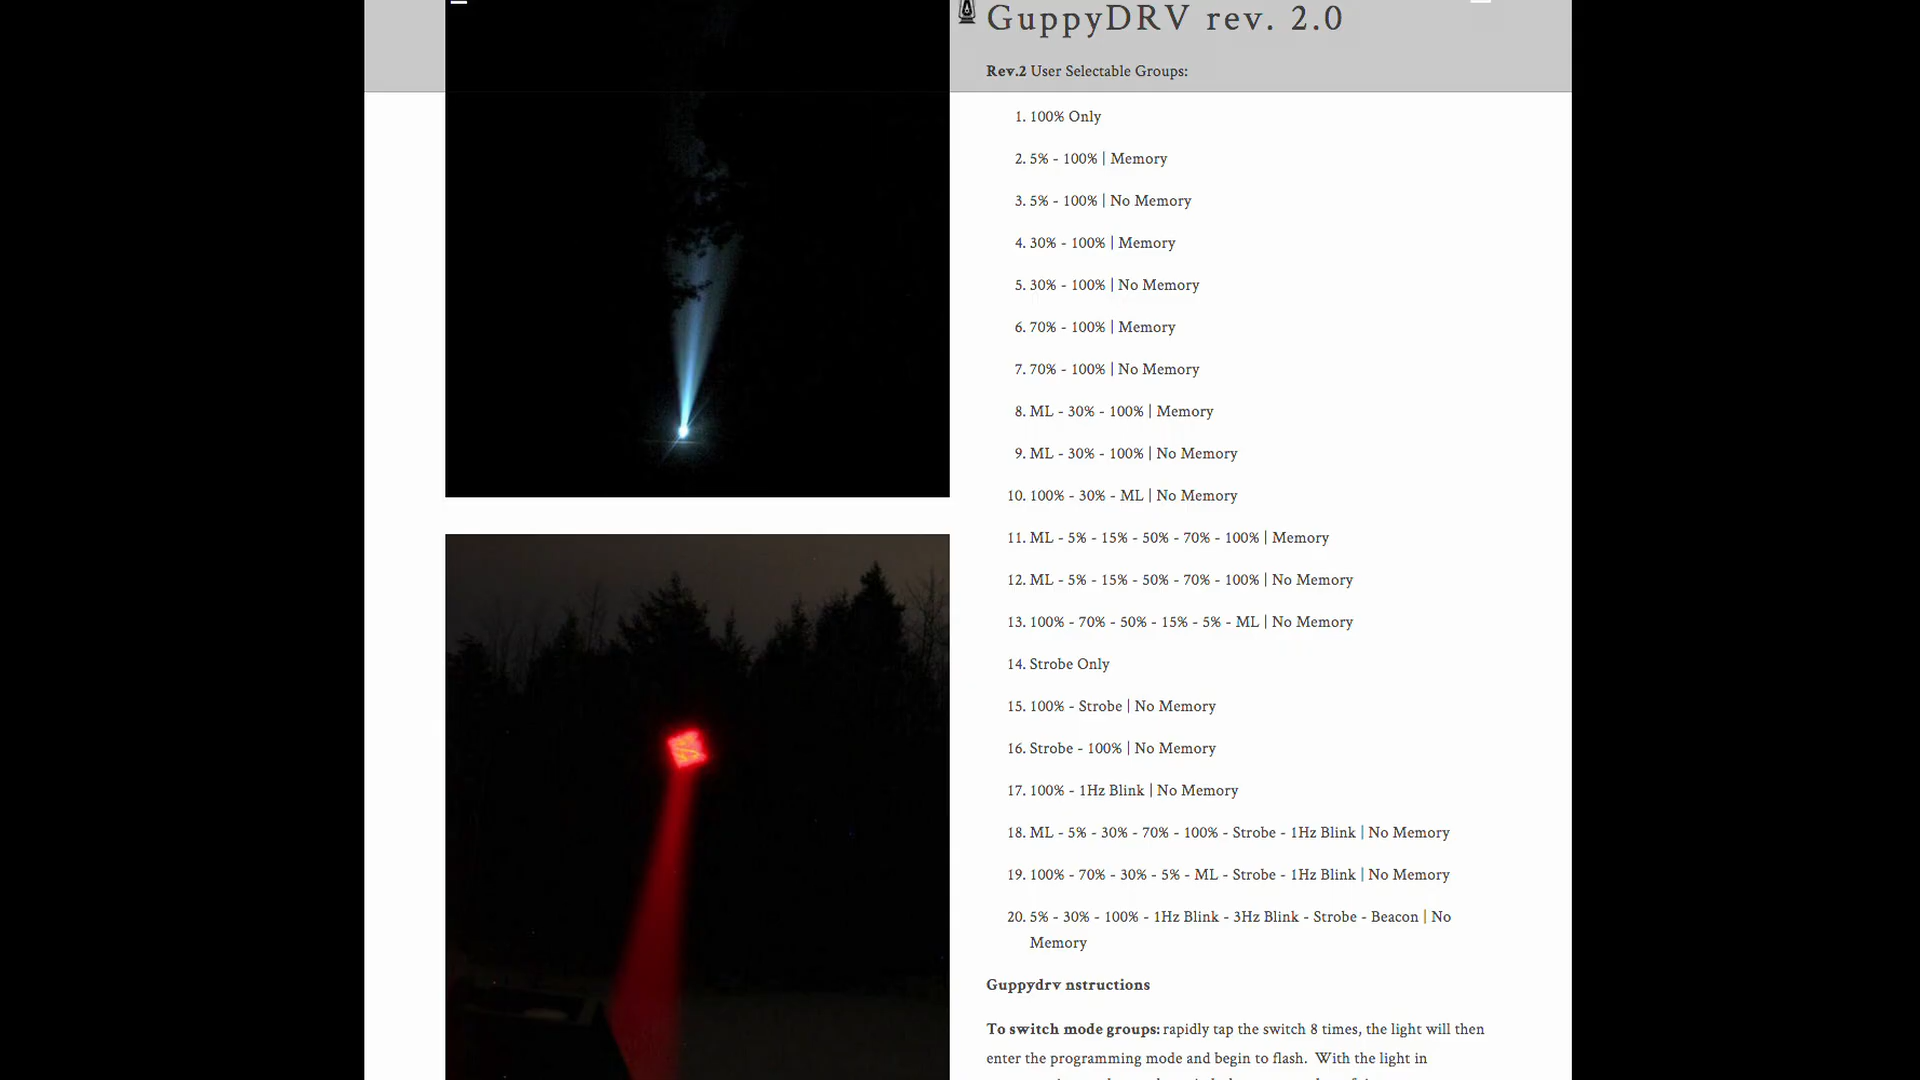 GuppyDRV rev. 2.0
Rev.2 User Selectable Groups:
1. 100% Only
2. 5% - 100% | Memory
3. 5% - 100% | No Memory
4. 30% - 100% | Memory
5. 30% - 100% | No Memory
6. 70% - 100% | Memory
7. 70% - 100% | No Memory
8. ML - 30% - 100% | Memory
9. ML - 30% - 100% | No Memory
10. 100% - 30% - ML | No Memory
11. ML - 5% - 15% - 50% - 70% - 100% | Memory
12. ML - 5% - 15% - 50% - 70% - 100% | No Memory
13. 100% - 70% - 50% - 15% - 5% - ML | No Memory
14. Strobe Only
15. 100% - Strobe | No Memory
16. Strobe - 100% | No Memory
17. 100% - 1Hz Blink | No Memory
18. ML - 5% - 30% - 70% - 100% - Strobe - 1Hz Blink | No Memory
19. 100% - 70% - 30% - 5% - ML - Strobe - 1Hz Blink | No Memory
20. 5% - 30% - 100% - 1Hz Blink - 3Hz Blink - Strobe - Beacon | No
Memory
Guppydrv nstructions
To switch mode groups: rapidly tap the switch 8 times, the light will then
enter the programming mode and begin to flash. With the light in